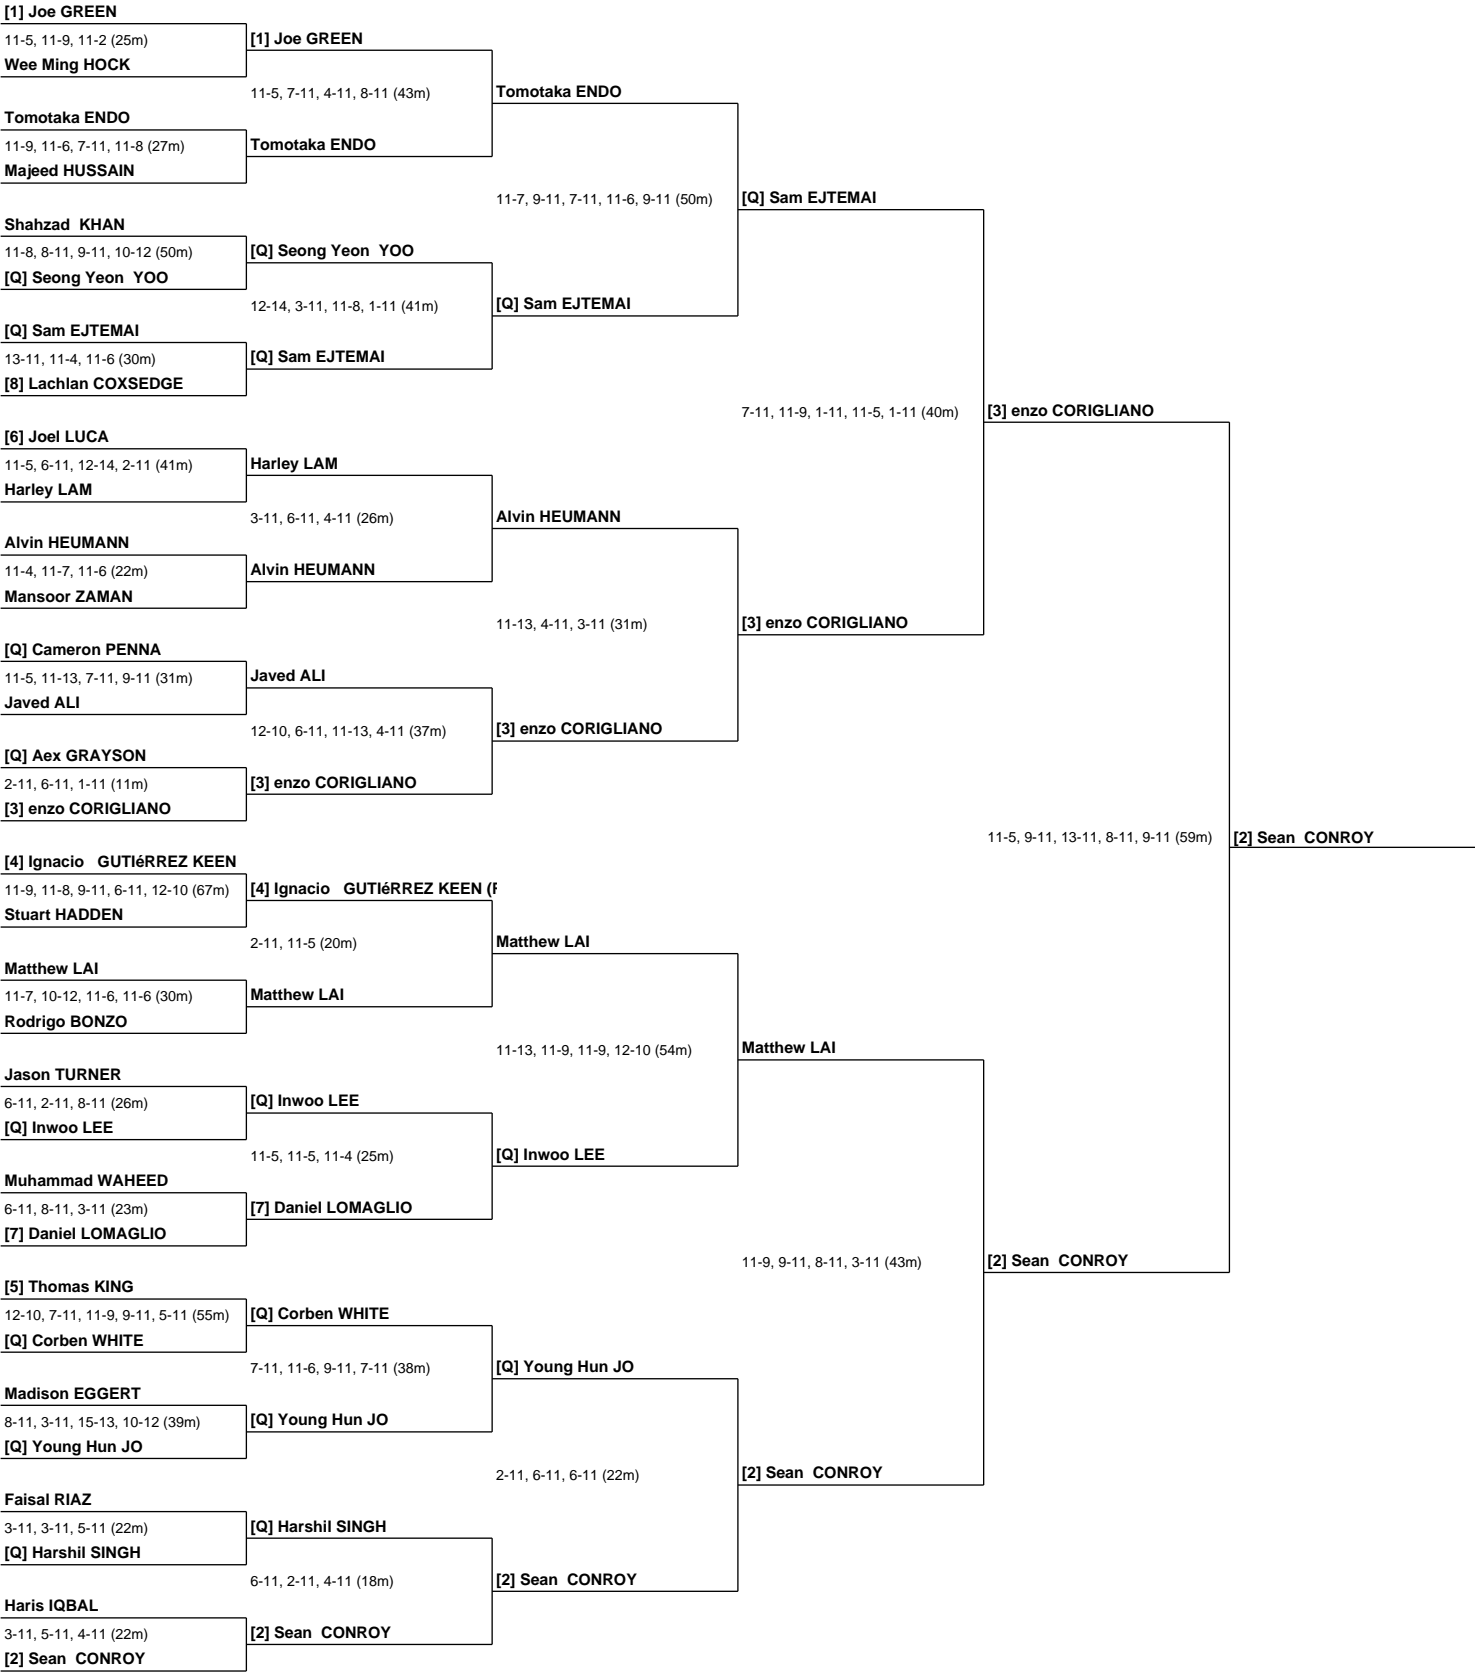 [1] Joe GREEN
11-5, 11-9, 11-2 (25m)
[1] Joe GREEN
Wee Ming HOCK
11-5, 7-11, 4-11, 8-11 (43m)
Tomotaka ENDO
Tomotaka ENDO
11-9, 11-6, 7-11, 11-8 (27m)
Tomotaka ENDO
Majeed HUSSAIN
11-7, 9-11, 7-11, 11-6, 9-11 (50m)
[Q] Sam EJTEMAI
Shahzad  KHAN
11-8, 8-11, 9-11, 10-12 (50m)
[Q] Seong Yeon  YOO
[Q] Seong Yeon  YOO
12-14, 3-11, 11-8, 1-11 (41m)
[Q] Sam EJTEMAI
[Q] Sam EJTEMAI
13-11, 11-4, 11-6 (30m)
[Q] Sam EJTEMAI
[8] Lachlan COXSEDGE
7-11, 11-9, 1-11, 11-5, 1-11 (40m)
[3] enzo CORIGLIANO
[6] Joel LUCA
11-5, 6-11, 12-14, 2-11 (41m)
Harley LAM
Harley LAM
3-11, 6-11, 4-11 (26m)
Alvin HEUMANN
Alvin HEUMANN
11-4, 11-7, 11-6 (22m)
Alvin HEUMANN
Mansoor ZAMAN
11-13, 4-11, 3-11 (31m)
[3] enzo CORIGLIANO
[Q] Cameron PENNA
11-5, 11-13, 7-11, 9-11 (31m)
Javed ALI
Javed ALI
12-10, 6-11, 11-13, 4-11 (37m)
[3] enzo CORIGLIANO
[Q] Aex GRAYSON
2-11, 6-11, 1-11 (11m)
[3] enzo CORIGLIANO
[3] enzo CORIGLIANO
11-5, 9-11, 13-11, 8-11, 9-11 (59m)
[2] Sean  CONROY
[4] Ignacio   GUTIéRREZ KEEN
11-9, 11-8, 9-11, 6-11, 12-10 (67m)
[4] Ignacio   GUTIéRREZ KEEN (
Stuart HADDEN
2-11, 11-5 (20m)
Matthew LAI
Matthew LAI
11-7, 10-12, 11-6, 11-6 (30m)
Matthew LAI
Rodrigo BONZO
11-13, 11-9, 11-9, 12-10 (54m)
Matthew LAI
Jason TURNER
6-11, 2-11, 8-11 (26m)
[Q] Inwoo LEE
[Q] Inwoo LEE
11-5, 11-5, 11-4 (25m)
[Q] Inwoo LEE
Muhammad WAHEED
6-11, 8-11, 3-11 (23m)
[7] Daniel LOMAGLIO
[7] Daniel LOMAGLIO
11-9, 9-11, 8-11, 3-11 (43m)
[2] Sean  CONROY
[5] Thomas KING
12-10, 7-11, 11-9, 9-11, 5-11 (55m)
[Q] Corben WHITE
[Q] Corben WHITE
7-11, 11-6, 9-11, 7-11 (38m)
[Q] Young Hun JO
Madison EGGERT
8-11, 3-11, 15-13, 10-12 (39m)
[Q] Young Hun JO
[Q] Young Hun JO
2-11, 6-11, 6-11 (22m)
[2] Sean  CONROY
Faisal RIAZ
3-11, 3-11, 5-11 (22m)
[Q] Harshil SINGH
[Q] Harshil SINGH
6-11, 2-11, 4-11 (18m)
[2] Sean  CONROY
Haris IQBAL
3-11, 5-11, 4-11 (22m)
[2] Sean  CONROY
[2] Sean  CONROY